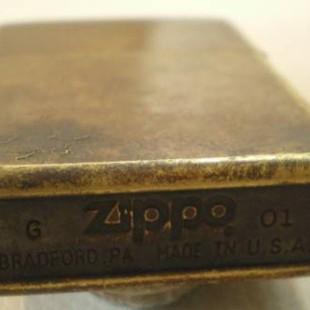 G zippo 01
BRADFORD, PA MADE IN U.S.A.